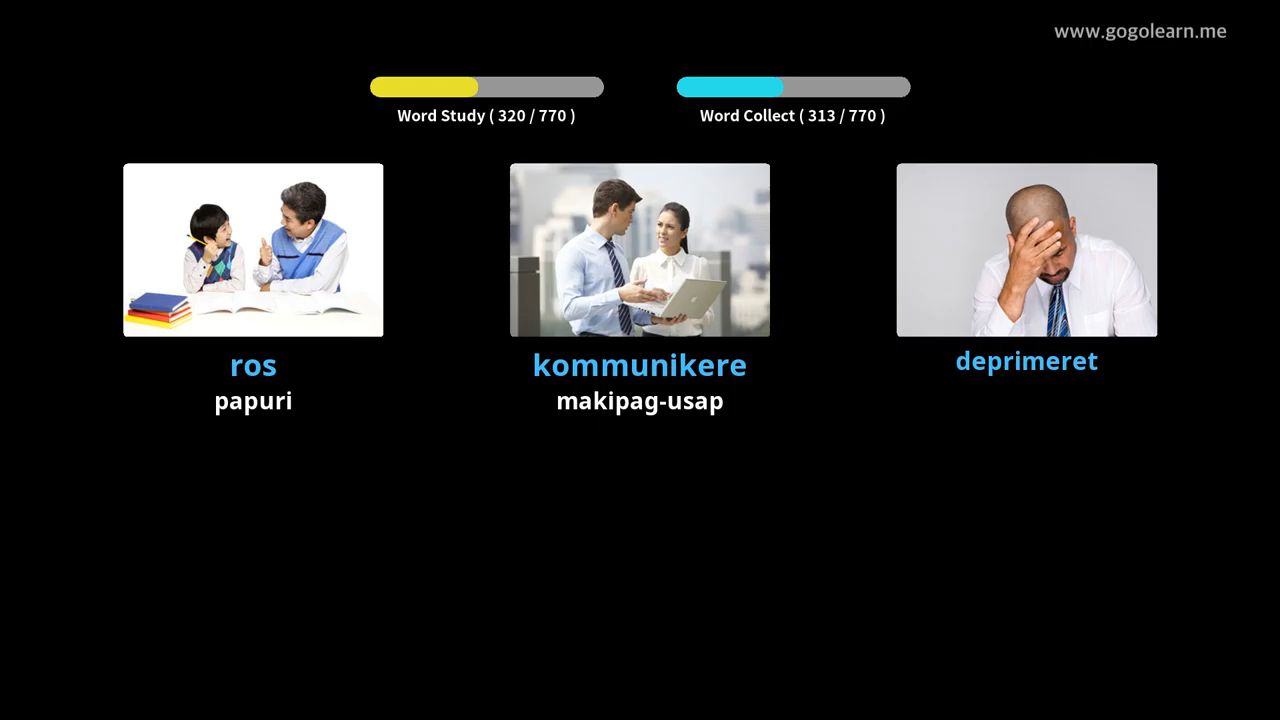 www.gogolearn.me
Word Study ( 320 / 770 )
Word Collect ( 313 / 770 )
ros
papuri
kommunikere
makipag-usap
deprimeret